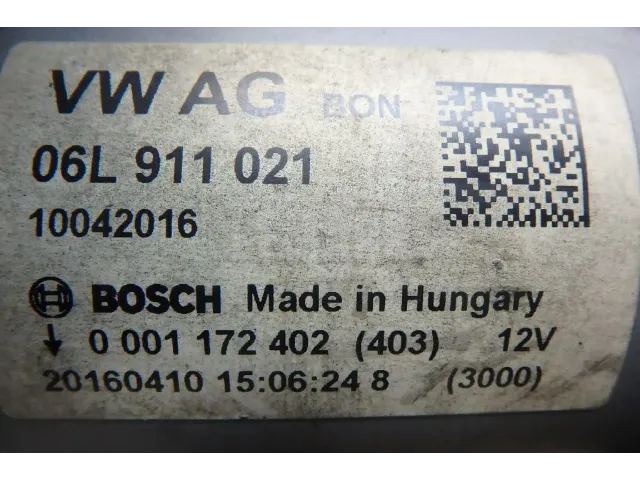 VW AG BON
06L 911 021
10042016
BOSCH Made in Hungary
0 001 172 402 (403) 12V
20160410 15:06:24 8 (3000)